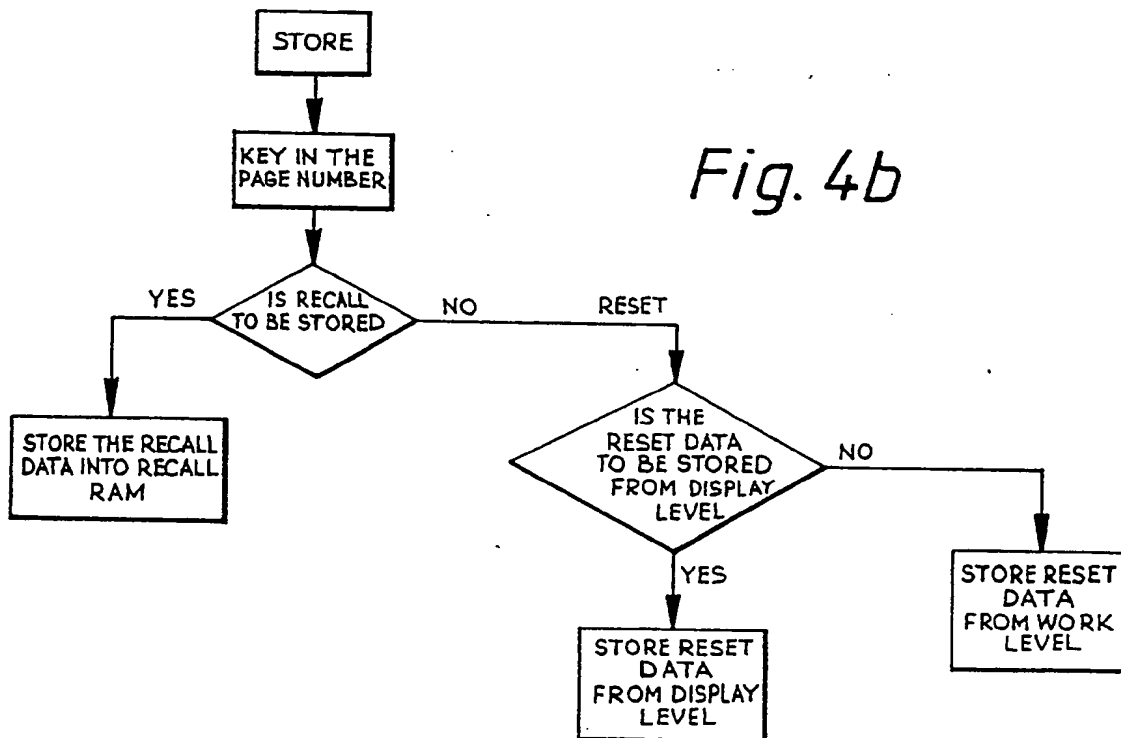 STORE
KEY IN THE
PAGE NUMBER
Fig. 4b
YES
IS RECALL
TO BE STORED
NO
RESET
STORE THE RECALL
DATA INTO RECALL
RAM
IS THE
RESET DATA
TO BE STORED
FROM DISPLAY
LEVEL
NO
YES
STORE RESET
DATA
FROM WORK
LEVEL
STORE RESET
DATA
FROM DISPLAY
LEVEL